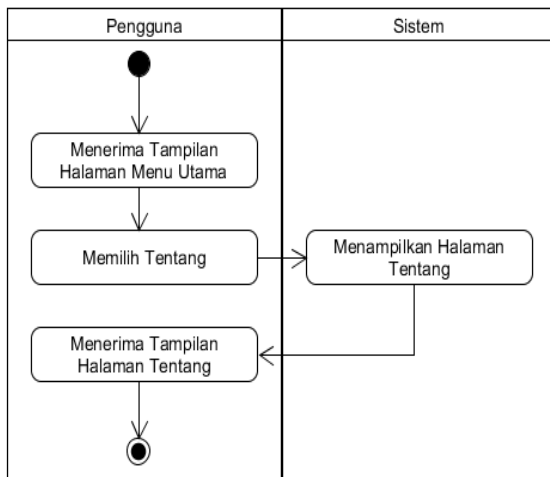 Pengguna
Sistem
Menerima Tampilan
Halaman Menu Utama
Memilih Tentang
Menampilkan Halaman
Tentang
Menerima Tampilan
Halaman Tentang